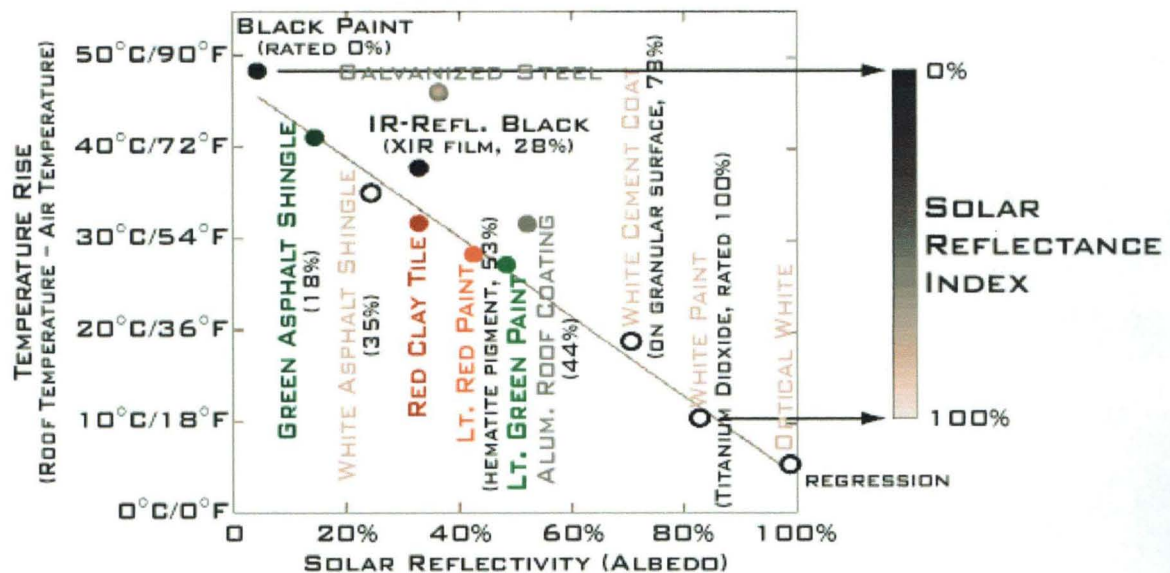 BLACK PAINT
(RATED 0%)
GALVANIZED STEEL
IR-REFL. BLACK
(XIR FILM, 28%)
GREEN ASPHALT SHINGLE
(18%)
WHITE ASPHALT SHINGLE
(35%)
RED CLAY TILE
LT. RED PAINT
(HEMATITE PIGMENT, 53%)
LT. GREEN PAINT
ALUM. ROOF COATING
(44%)
WHITE CEMENT COAT
(ON GRANULAR SURFACE, 78%)
WHITE PAINT
(TITANIUM DIOXIDE, RATED 100%)
OPTICAL WHITE
REGRESSION
TEMPERATURE RISE
(ROOF TEMPERATURE – AIR TEMPERATURE)
50°C/90°F
40°C/72°F
30°C/54°F
20°C/36°F
10°C/18°F
0°C/0°F
0 20% 40% 60% 80% 100%
SOLAR REFLECTIVITY (ALBEDO)
0%
SOLAR
REFLECTANCE
INDEX
100%